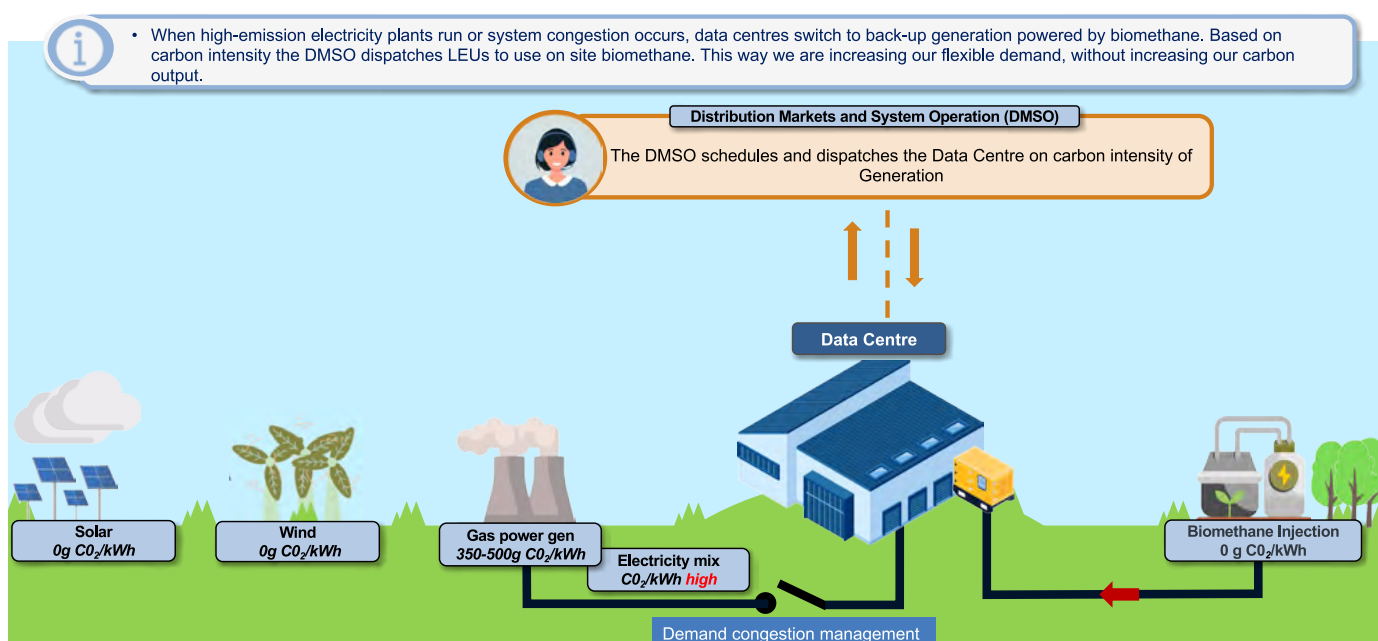 • When high-emission electricity plants run or system congestion occurs, data centres switch to back-up generation powered by biomethane. Based on
carbon intensity the DMSO dispatches LEUs to use on site biomethane. This way we are increasing our flexible demand, without increasing our carbon
output.
Distribution Markets and System Operation (DMSO)
The DMSO schedules and dispatches the Data Centre on carbon intensity of
Generation
Data Centre
Solar
0g C0₂/kWh
Wind
0g C0₂/kWh
Gas power gen
350-500g C0₂/kWh
Electricity mix
C0₂/kWh high
Biomethane Injection
0 g C0₂/kWh
Demand congestion management